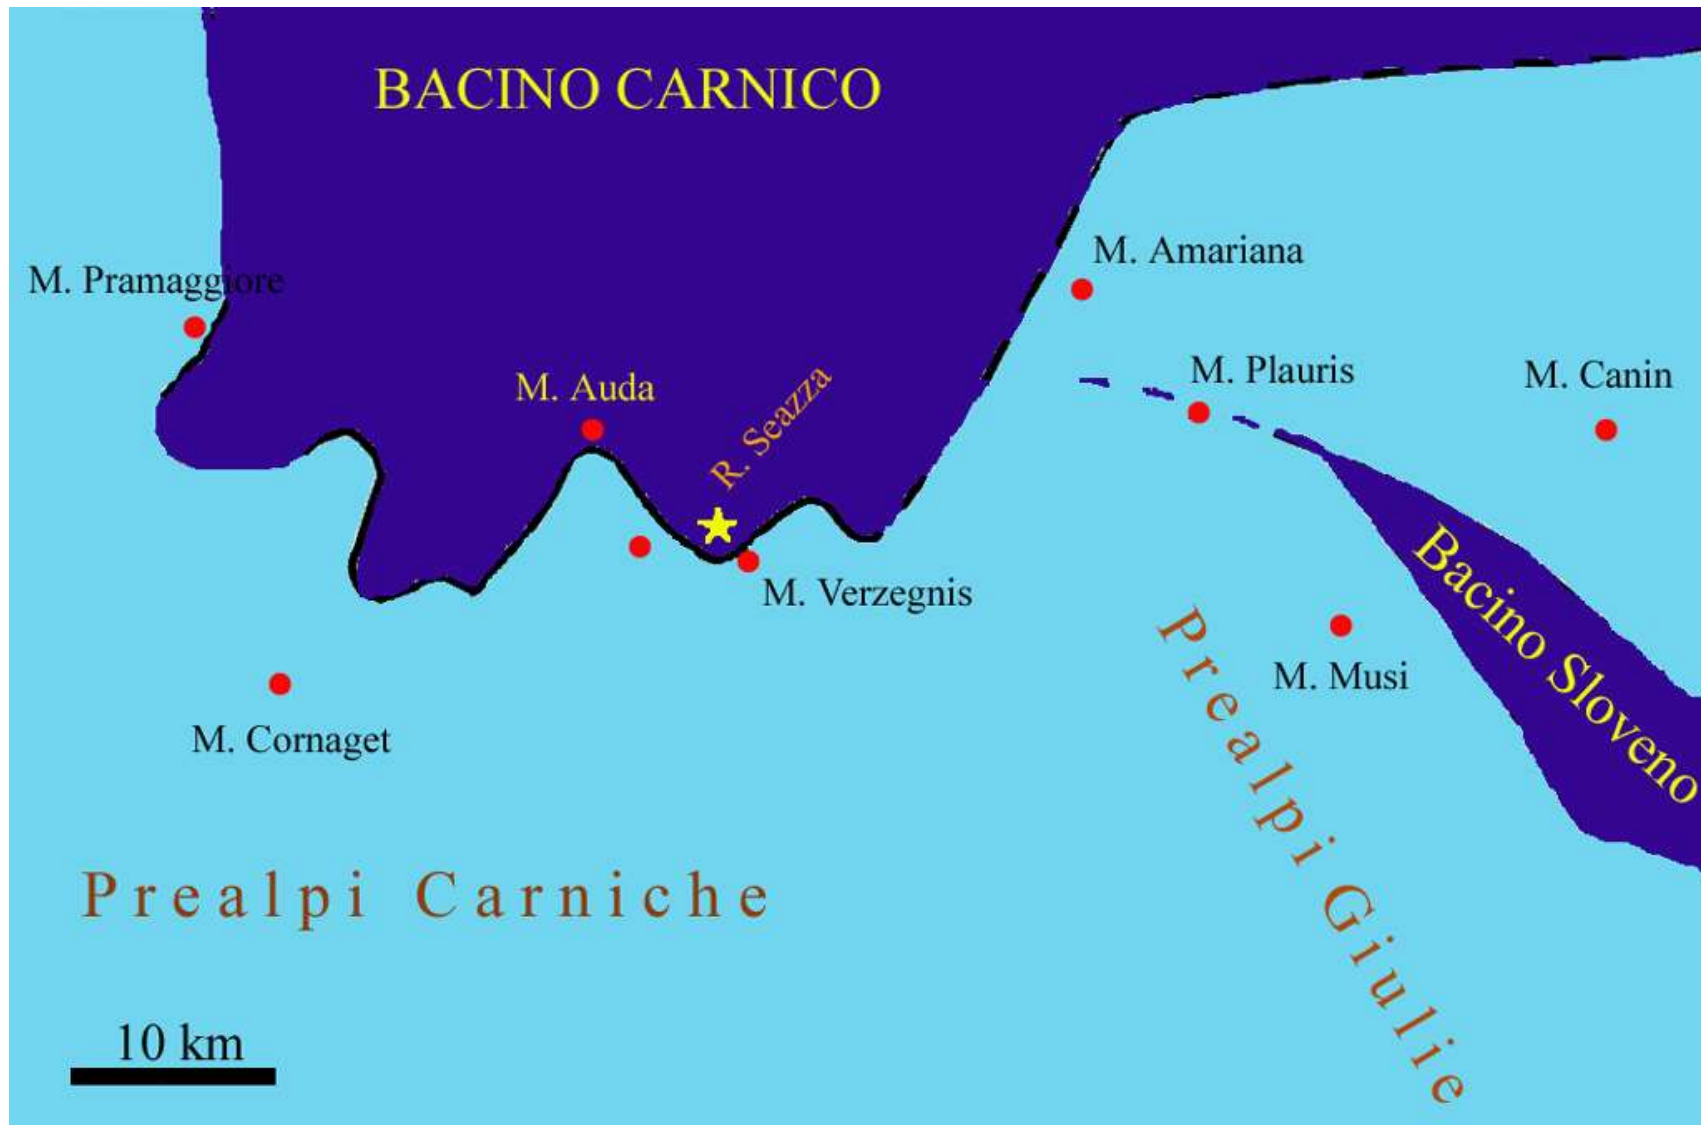 BACINO CARNICO
M. Amariana
M. Pramaggiore
M. Plauris
M. Canin
M. Auda
R. Seazza
Bacino Sloveno
M. Verzegnis
M. Musi
Prealpi Giulie
M. Cornaget
Prealpi Carniche
10 km